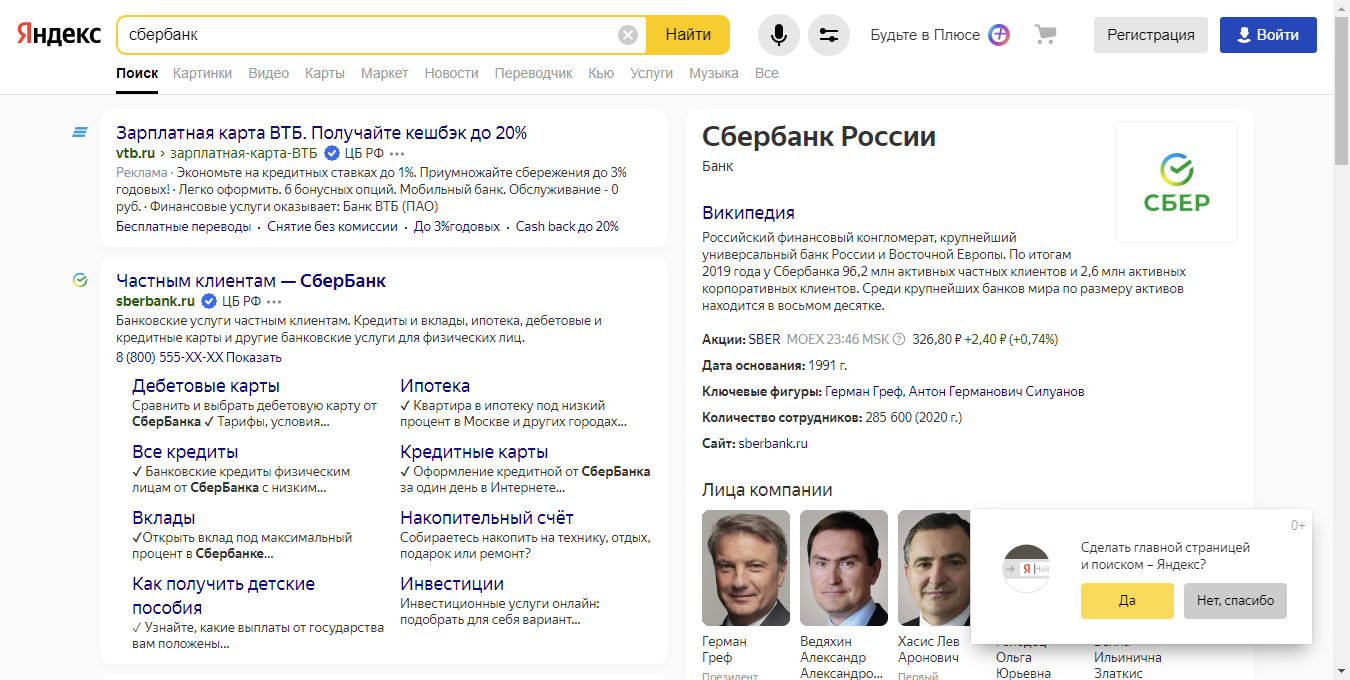 Яндекс
сбербанк
Найти
Будьте в Плюсе
Регистрация
Войти
Поиск Картинки Видео Карты Маркет Новости Переводчик Кью Услуги Музыка Все
Зарплатная карта ВТБ. Получайте кешбэк до 20%
vtb.ru › зарплатная-карта-ВТБ ЦБ РФ
Реклама · Экономьте на кредитных ставках до 1%. Приумножайте сбережения до 3%
годовых! · Легко оформить. 6 бонусных опций. Мобильный банк. Обслуживание - 0
руб. · Финансовые услуги оказывает: Банк ВТБ (ПАО)
Бесплатные переводы · Снятие без комиссии · До 3%годовых · Cash back до 20%
Частным клиентам — СберБанк
sberbank.ru ЦБ РФ
Банковские услуги частным клиентам. Кредиты и вклады, ипотека, дебетовые и
кредитные карты и другие банковские услуги для физических лиц.
8 (800) 555-XX-XX Показать
Дебетовые карты
Сравнить и выбрать дебетовую карту от
СберБанка ✓ Тарифы, условия...
Ипотека
✓ Квартира в ипотеку под низкий
процент в Москве и других городах...
Все кредиты
✓ Банковские кредиты физическим
лицам от СберБанка с низким...
Кредитные карты
✓ Оформление кредитной от СберБанка
за один день в Интернете...
Вклады
✓Открыть вклад под максимальный
процент в Сбербанке...
Накопительный счёт
Собираетесь накопить на технику, отдых,
подарок или ремонт?
Как получить детские
пособия
✓ Узнайте, какие выплаты от государства
вам положены...
Инвестиции
Инвестиционные услуги онлайн:
подобрать для себя вариант...
Сбербанк России
Банк
СБЕР
Википедия
Российский финансовый конгломерат, крупнейший
универсальный банк России и Восточной Европы. По итогам
2019 года у Сбербанка 96,2 млн активных частных клиентов и 2,6 млн активных
корпоративных клиентов. Среди крупнейших банков мира по размеру активов
находится в восьмом десятке.
Акции: SBER MOEX 23:46 MSK 326,80 ₽ +2,40 ₽ (+0,74%)
Дата основания: 1991 г.
Ключевые фигуры: Герман Греф, Антон Германович Силуанов
Количество сотрудников: 285 600 (2020 г.)
Сайт: sberbank.ru
Лица компании
Герман
Греф
Президент
Ведяхин
Александр
Александро...
Хасис Лев
Аронович
Первый
Ольга
Юрьевна
Ильинична
Златкис
0+
Сделать главной страницей
и поиском – Яндекс?
Я Най
Да
Нет, спасибо